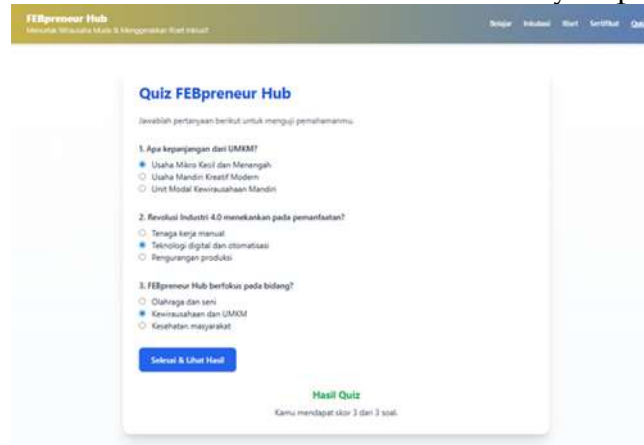 FEBpreneur Hub
Mencetak Wirausaha Muda & Menggerakkan Riset Inklusif
Belajar Inkubasi Riset Sertifikat
Quiz FEBpreneur Hub
Jawablah pertanyaan berikut untuk menguji pemahamanmu.
1. Apa kepanjangan dari UMKM?
Usaha Mikro Kecil dan Menengah
Usaha Mandiri Kreatif Modern
Unit Modal Kewirausahaan Mandiri
2. Revolusi Industri 4.0 menekankan pada pemanfaatan?
Tenaga kerja manual
Teknologi digital dan otomatisasi
Pengurangan produksi
3. FEBpreneur Hub berfokus pada bidang?
Olahraga dan seni
Kewirausahaan dan UMKM
Kesehatan masyarakat
Selesai & Lihat Hasil
Hasil Quiz
Kamu mendapat skor 3 dari 3 soal.